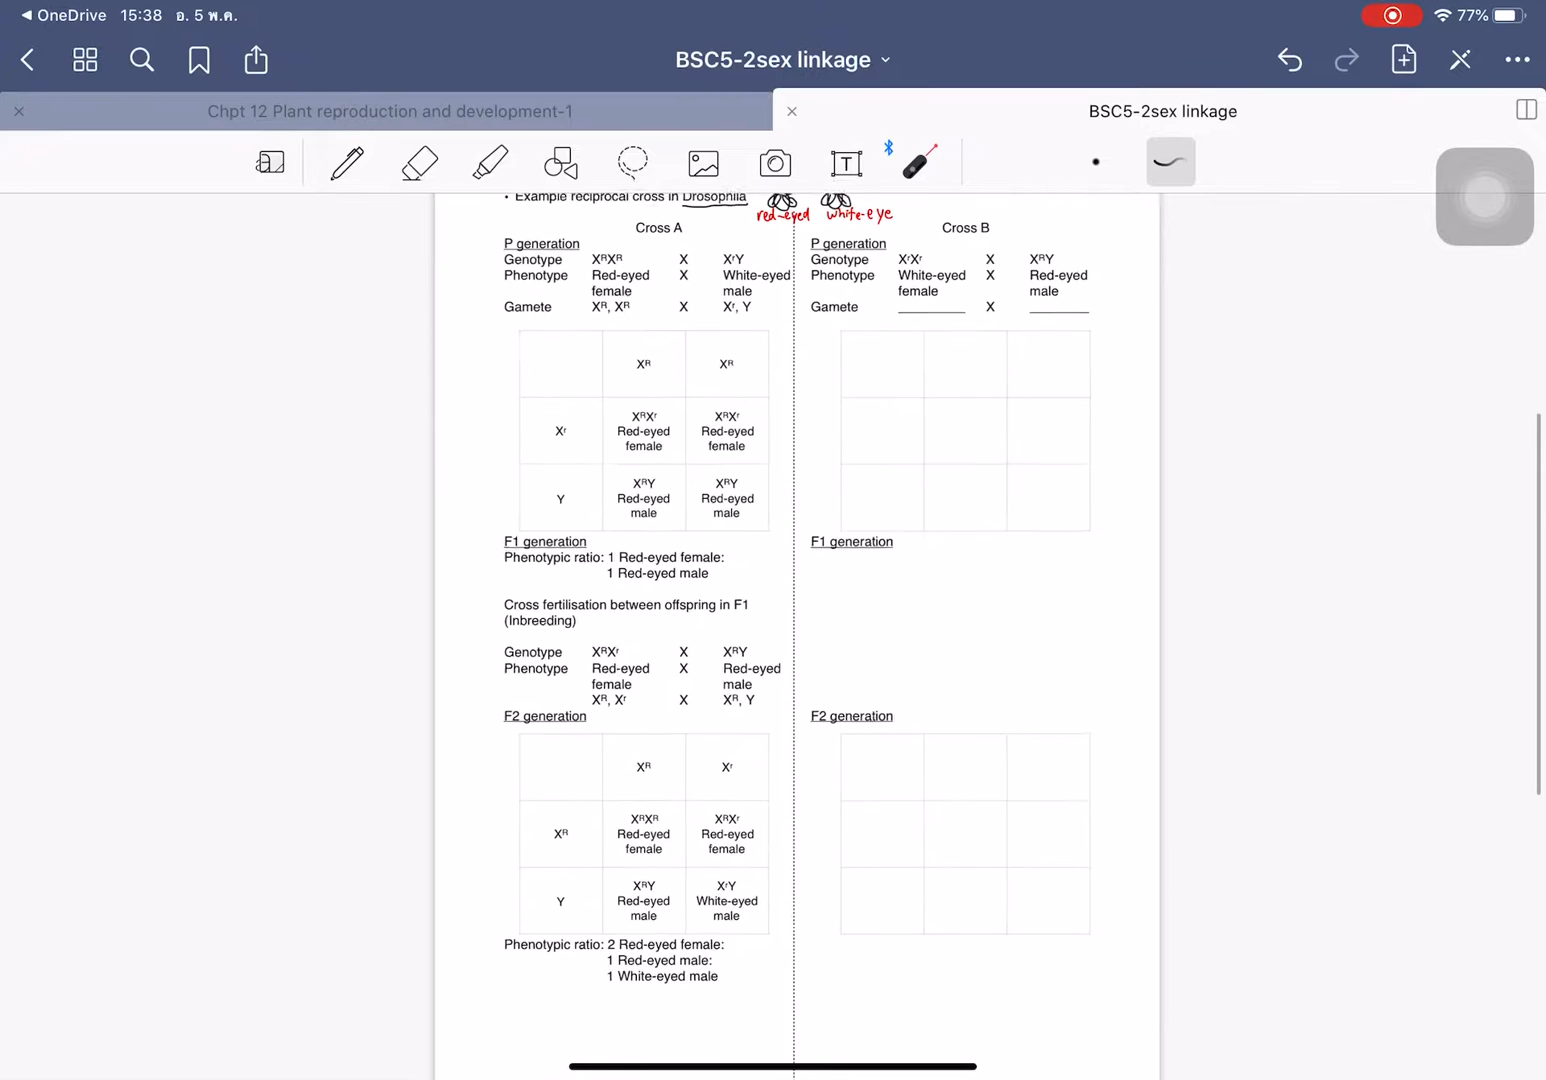 OneDrive 15:38 อ. 5 พ.ค. 77%
BSC5-2sex linkage
Chpt 12 Plant reproduction and development-1
BSC5-2sex linkage
• Example reciprocal cross in Drosophila
red-eyed white-eye
Cross A
P generation
Genotype XᴿXᴿ X XʳY
Phenotype Red-eyed X White-eyed
female male
Gamete Xᴿ, Xᴿ X Xʳ, Y
Xᴿ Xᴿ
XᴿXʳ XᴿXʳ
Xʳ Red-eyed Red-eyed
female female
XᴿY XᴿY
Y Red-eyed Red-eyed
male male
F1 generation
Phenotypic ratio: 1 Red-eyed female:
1 Red-eyed male
Cross fertilisation between offspring in F1
(Inbreeding)
Genotype XᴿXʳ X XᴿY
Phenotype Red-eyed X Red-eyed
female male
Xᴿ, Xʳ X Xᴿ, Y
F2 generation
Xᴿ Xʳ
XᴿXᴿ XᴿXʳ
Xᴿ Red-eyed Red-eyed
female female
XᴿY XʳY
Y Red-eyed White-eyed
male male
Phenotypic ratio: 2 Red-eyed female:
1 Red-eyed male:
1 White-eyed male
Cross B
P generation
Genotype XʳXʳ X XᴿY
Phenotype White-eyed X Red-eyed
female male
Gamete ________ X ________
F1 generation
F2 generation